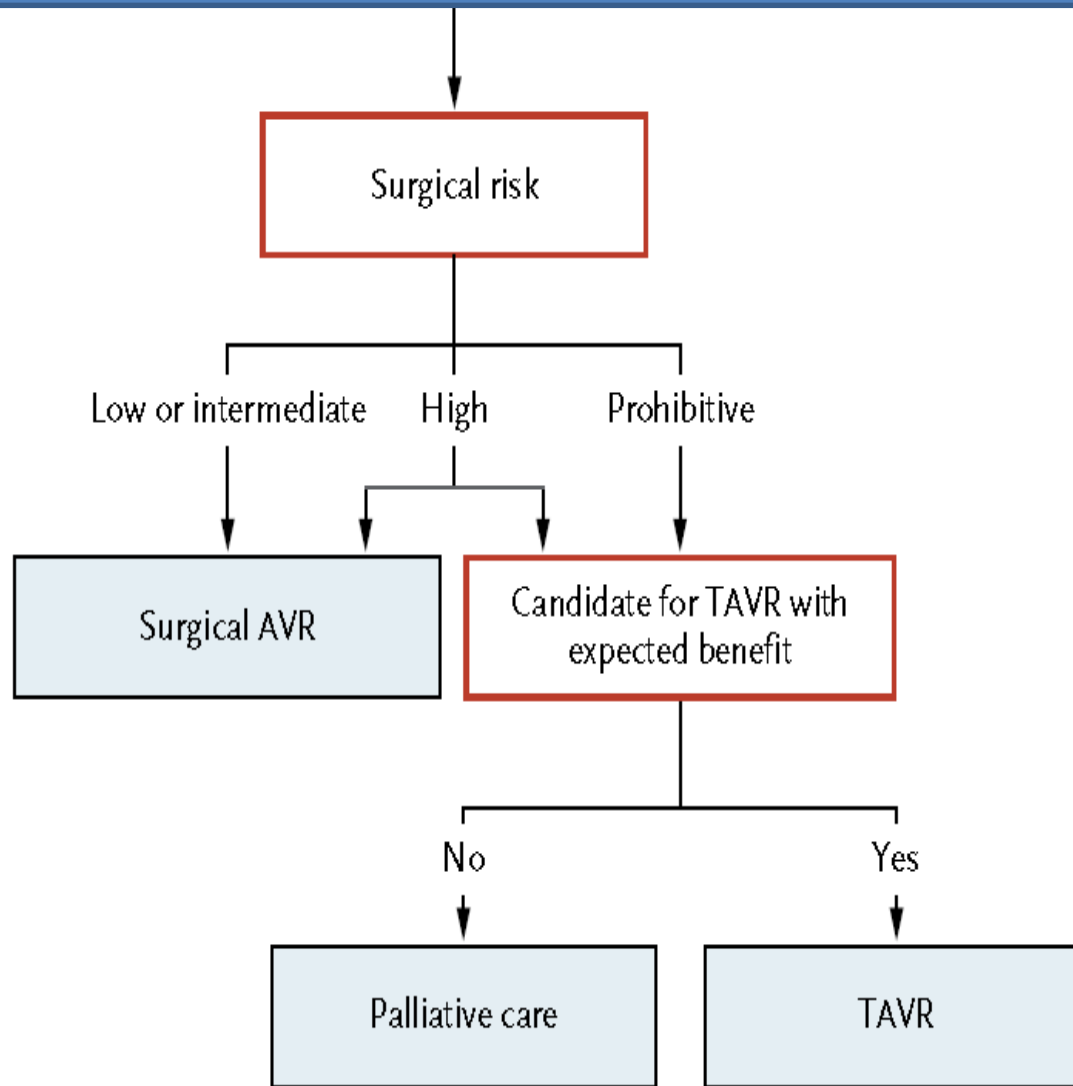 Surgical risk
Low or intermediate
High
Prohibitive
Surgical AVR
Candidate for TAVR with
expected benefit
No
Yes
Palliative care
TAVR